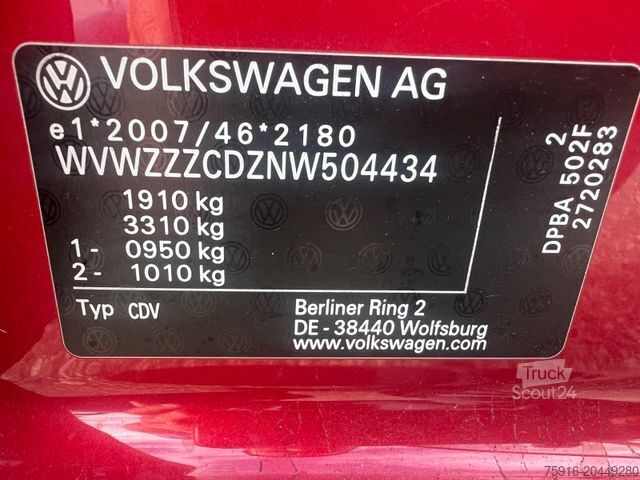 VOLKSWAGEN AG
e1*2007/46*2180
WVWZZZCDZNW504434
1910 kg
3310 kg
1 - 0950 kg
2 - 1010 kg
Typ CDV
Berliner Ring 2
DE - 38440 Wolfsburg
www.volkswagen.com
2
DPBA 502F
2720283
Truck
Scout24
75916-20449280